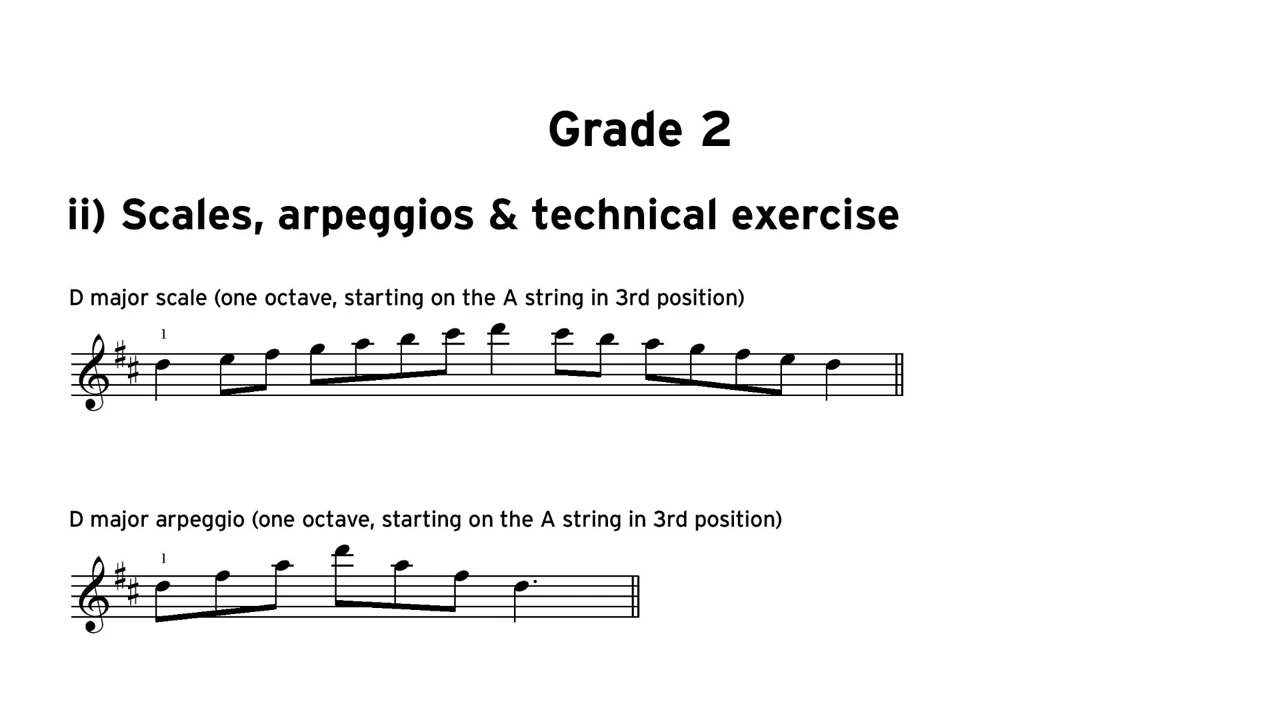 Grade 2
ii) Scales, arpeggios & technical exercise
D major scale (one octave, starting on the A string in 3rd position)
1
D major arpeggio (one octave, starting on the A string in 3rd position)
1